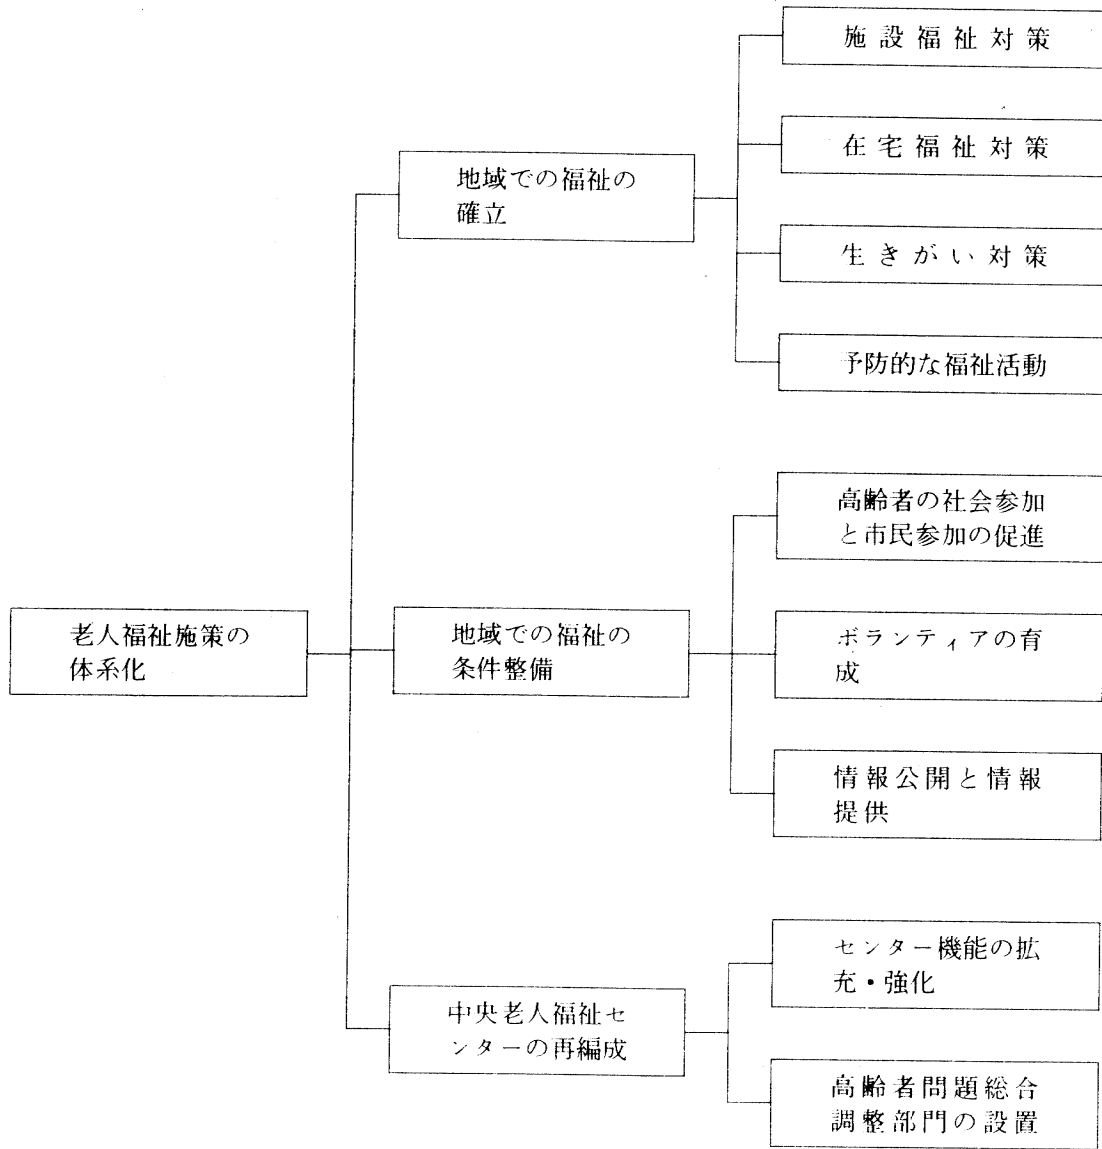 施設福祉対策
在宅福祉対策
地域での福祉の
確立
生きがい対策
予防的な福祉活動
高齢者の社会参加
と市民参加の促進
老人福祉施策の
体系化
地域での福祉の
条件整備
ボランティアの育
成
情報公開と情報
提供
センター機能の拡
充・強化
中央老人福祉セ
ンターの再編成
高齢者問題総合
調整部門の設置